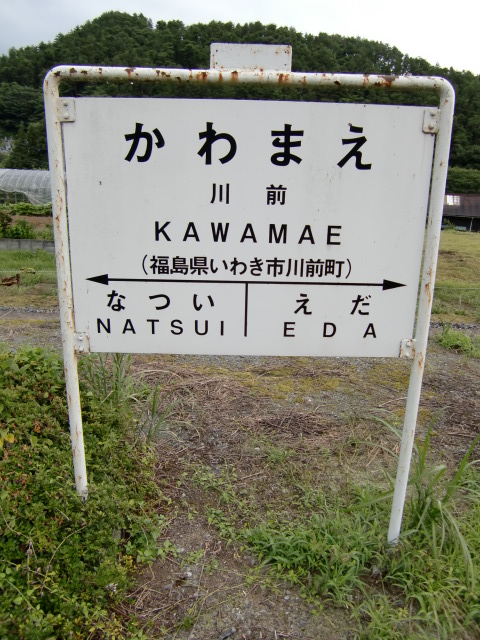 かわまえ
川前
KAWAMAE
(福島県いわき市川前町)
なつい えだ
NATSUI EDA